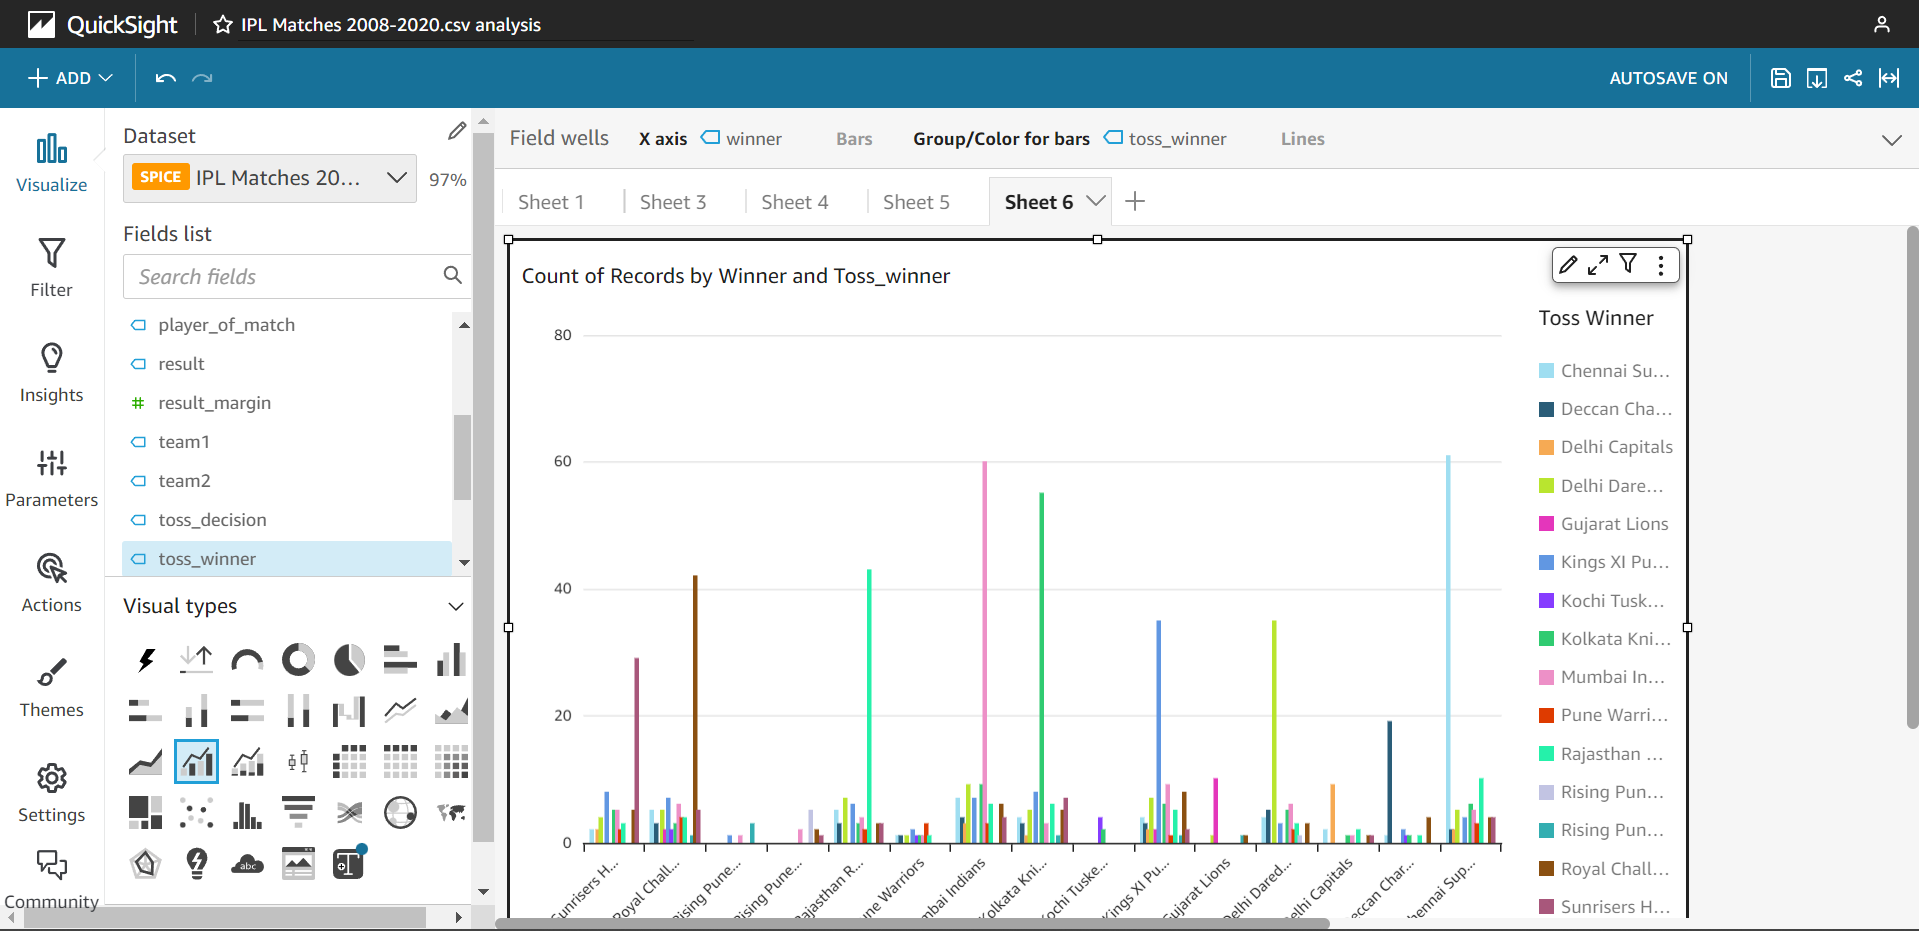 QuickSight
IPL Matches 2008-2020.csv analysis
ADD
AUTOSAVE ON
Visualize
Filter
Insights
Parameters
Actions
Themes
Settings
Community
Dataset
SPICE IPL Matches 20...
97%
Fields list
Search fields
player_of_match
result
# result_margin
team1
team2
toss_decision
toss_winner
Visual types
abc
Field wells X axis winner Bars Group/Color for bars toss_winner Lines
Sheet 1 Sheet 3 Sheet 4 Sheet 5 Sheet 6
Count of Records by Winner and Toss_winner
80
60
40
20
0
unrisers H...
oyal Chall...
ising Pune...
ising Pune...
ajasthan R...
ne Warriors
mbai Indians
olkata Kni...
ochi Tuske...
ings XI Pu...
ujarat Lions
elhi Dared...
elhi Capitals
eccan Char...
hennai Sup...
Toss Winner
Chennai Su...
Deccan Cha...
Delhi Capitals
Delhi Dare...
Gujarat Lions
Kings XI Pu...
Kochi Tusk...
Kolkata Kni...
Mumbai In...
Pune Warri...
Rajasthan ...
Rising Pun...
Rising Pun...
Royal Chall...
Sunrisers H...